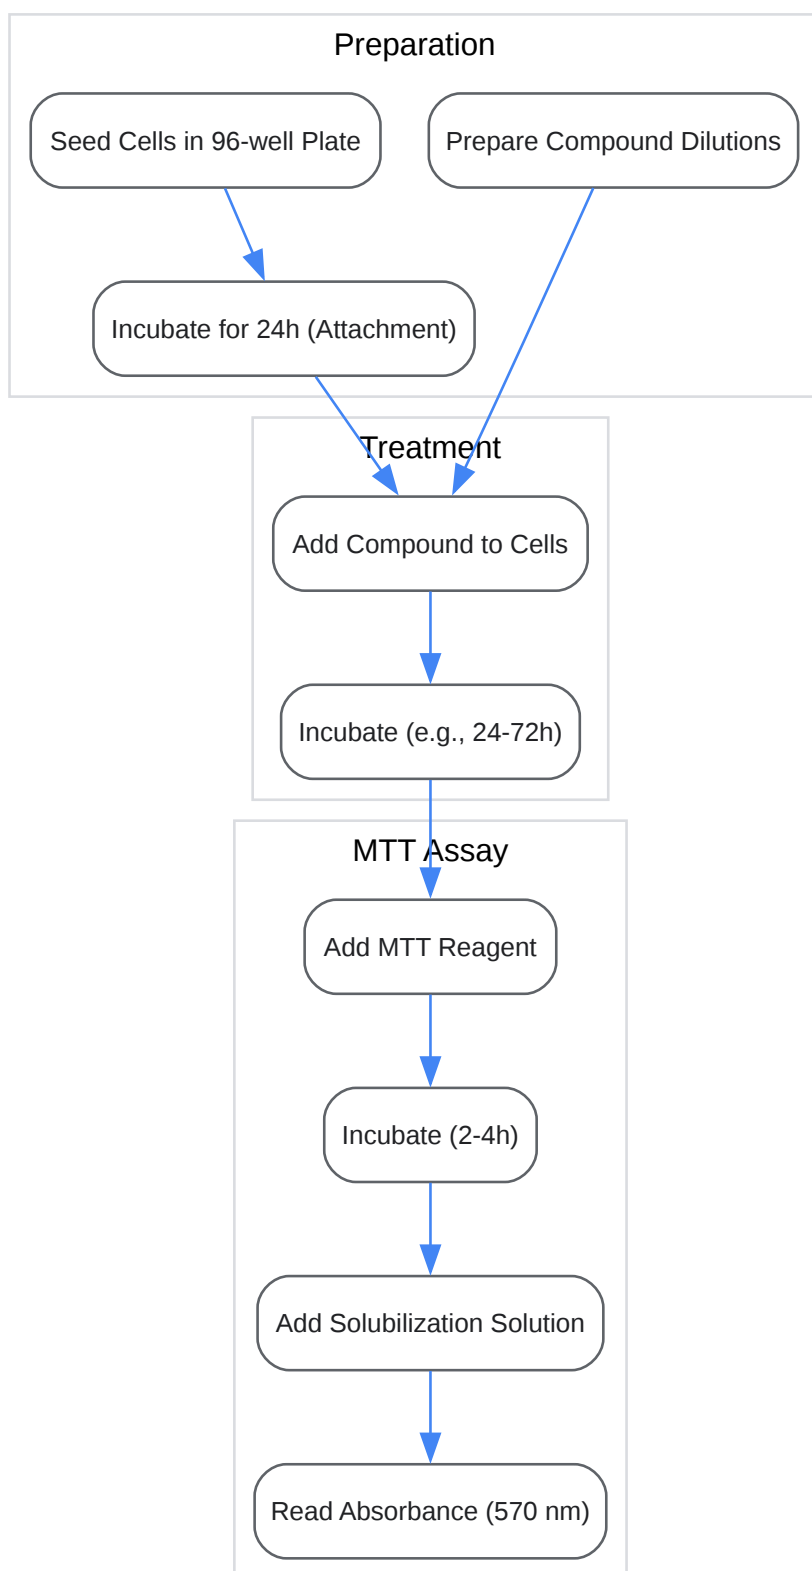 Preparation
Seed Cells in 96-well Plate
Prepare Compound Dilutions
Incubate for 24h (Attachment)
Treatment
Add Compound to Cells
Incubate (e.g., 24-72h)
MTT Assay
Add MTT Reagent
Incubate (2-4h)
Add Solubilization Solution
Read Absorbance (570 nm)